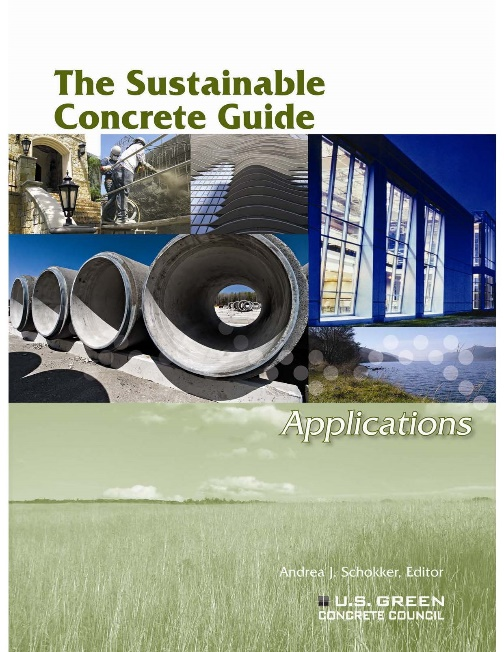 The Sustainable
Concrete Guide
Applications
Andrea J. Schokker, Editor
U.S. GREEN
CONCRETE COUNCIL